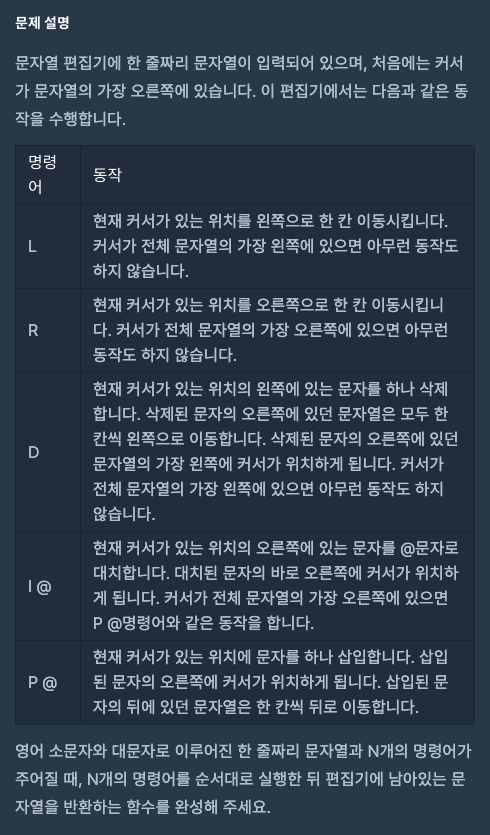 문제 설명
문자열 편집기에 한 줄짜리 문자열이 입력되어 있으며, 처음에는 커서
가 문자열의 가장 오른쪽에 있습니다. 이 편집기에서는 다음과 같은 동
작을 수행합니다.
명령
어
동작
L
현재 커서가 있는 위치를 왼쪽으로 한 칸 이동시킵니다.
커서가 전체 문자열의 가장 왼쪽에 있으면 아무런 동작도
하지 않습니다.
R
현재 커서가 있는 위치를 오른쪽으로 한 칸 이동시킵니
다. 커서가 전체 문자열의 가장 오른쪽에 있으면 아무런
동작도 하지 않습니다.
D
현재 커서가 있는 위치의 왼쪽에 있는 문자를 하나 삭제
합니다. 삭제된 문자의 오른쪽에 있던 문자열은 모두 한
칸씩 왼쪽으로 이동합니다. 삭제된 문자의 오른쪽에 있던
문자열의 가장 왼쪽에 커서가 위치하게 됩니다. 커서가
전체 문자열의 가장 왼쪽에 있으면 아무런 동작도 하지
않습니다.
I @
현재 커서가 있는 위치의 오른쪽에 있는 문자를 @문자로
대치합니다. 대치된 문자의 바로 오른쪽에 커서가 위치하
게 됩니다. 커서가 전체 문자열의 가장 오른쪽에 있으면
P @명령어와 같은 동작을 합니다.
P @
현재 커서가 있는 위치에 문자를 하나 삽입합니다. 삽입
된 문자의 오른쪽에 커서가 위치하게 됩니다. 삽입된 문
자의 뒤에 있던 문자열은 한 칸씩 뒤로 이동합니다.
영어 소문자와 대문자로 이루어진 한 줄짜리 문자열과 N개의 명령어가
주어질 때, N개의 명령어를 순서대로 실행한 뒤 편집기에 남아있는 문
자열을 반환하는 함수를 완성해 주세요.